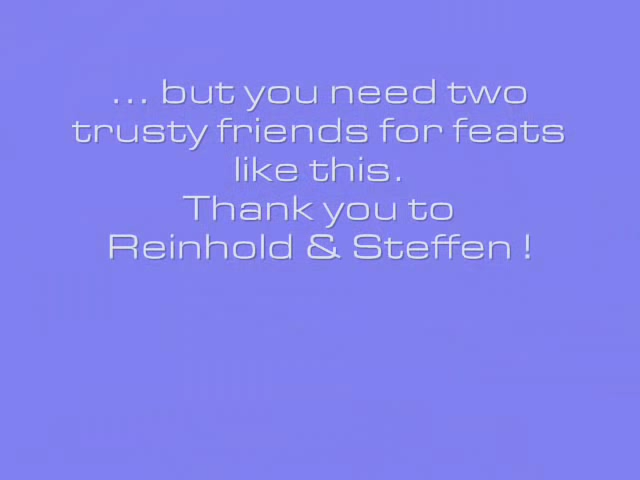 ... but you need two
trusty friends for feats
like this.
Thank you to
Reinhold & Steffen !